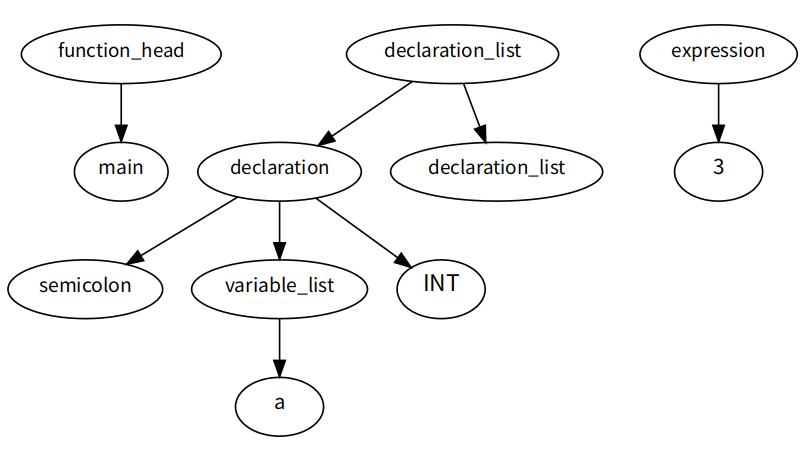 function_head
declaration_list
expression
main
declaration
declaration_list
3
semicolon
variable_list
INT
a